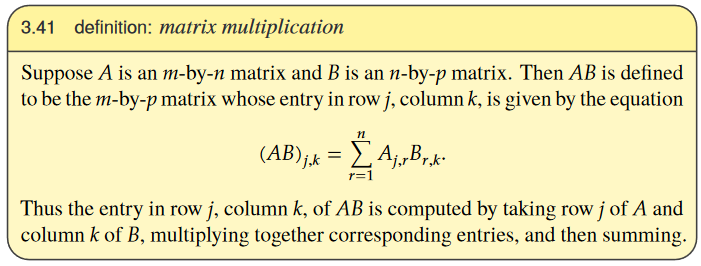 3.41 definition: matrix multiplication
Suppose A is an m-by-n matrix and B is an n-by-p matrix. Then AB is defined
to be the m-by-p matrix whose entry in row j, column k, is given by the equation
(AB)_{j,k} = \sum_{r=1}^{n} A_{j,r}B_{r,k}.
Thus the entry in row j, column k, of AB is computed by taking row j of A and
column k of B, multiplying together corresponding entries, and then summing.